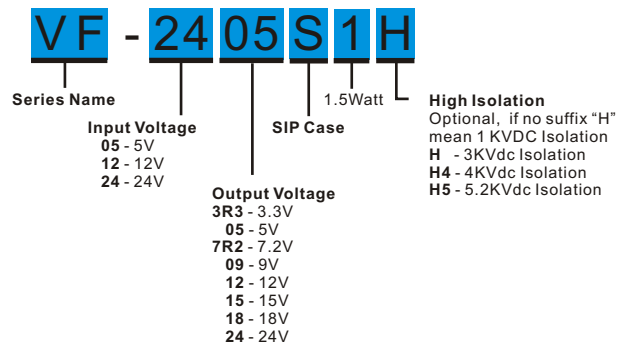 VF - 24 05 S 1 H
Series Name
Input Voltage
05 - 5V
12 - 12V
24 - 24V
Output Voltage
3R3 - 3.3V
05 - 5V
7R2 - 7.2V
09 - 9V
12 - 12V
15 - 15V
18 - 18V
24 - 24V
SIP Case
1.5Watt
High Isolation
Optional, if no suffix “H”
mean 1 KVDC Isolation
H - 3KVdc Isolation
H4 - 4KVdc Isolation
H5 - 5.2KVdc Isolation